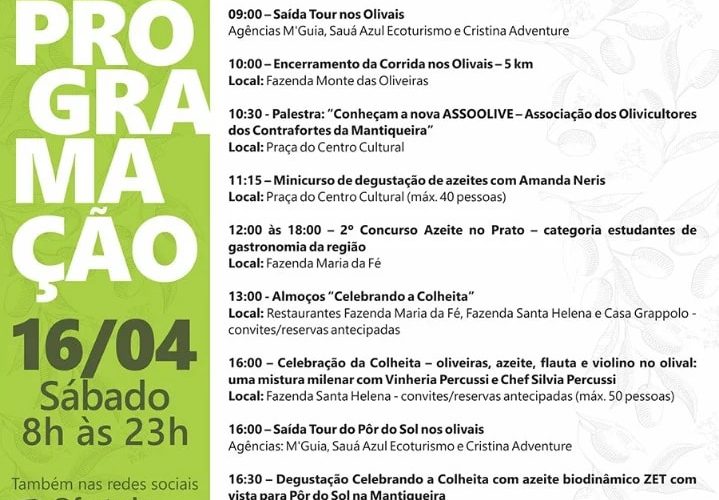 PRO
GRA
MA
ÇÃO
16/04
Sábado
8h às 23h
Também nas redes sociais
09:00 – Saída Tour nos Olivais
Agências M'Guia, Sauá Azul Ecoturismo e Cristina Adventure
10:00 – Encerramento da Corrida nos Olivais – 5 km
Local: Fazenda Monte das Oliveiras
10:30 - Palestra: “Conheçam a nova ASSOOLIVE – Associação dos Olivicultores
dos Contrafortes da Mantiqueira”
Local: Praça do Centro Cultural
11:15 – Minicurso de degustação de azeites com Amanda Neris
Local: Praça do Centro Cultural (máx. 40 pessoas)
12:00 às 18:00 – 2º Concurso Azeite no Prato – categoria estudantes de
gastronomia da região
Local: Fazenda Maria da Fé
13:00 - Almoços “Celebrando a Colheita”
Local: Restaurantes Fazenda Maria da Fé, Fazenda Santa Helena e Casa Grappolo -
convites/reservas antecipadas
16:00 – Celebração da Colheita – oliveiras, azeite, flauta e violino no olival:
uma mistura milenar com Vinheria Percussi e Chef Silvia Percussi
Local: Fazenda Santa Helena - convites/reservas antecipadas (máx. 50 pessoas)
16:00 – Saída Tour do Pôr do Sol nos olivais
Agências: M'Guia, Sauá Azul Ecoturismo e Cristina Adventure
16:30 – Degustação Celebrando a Colheita com azeite biodinâmico ZET com
vista para Pôr do Sol na Mantiqueira